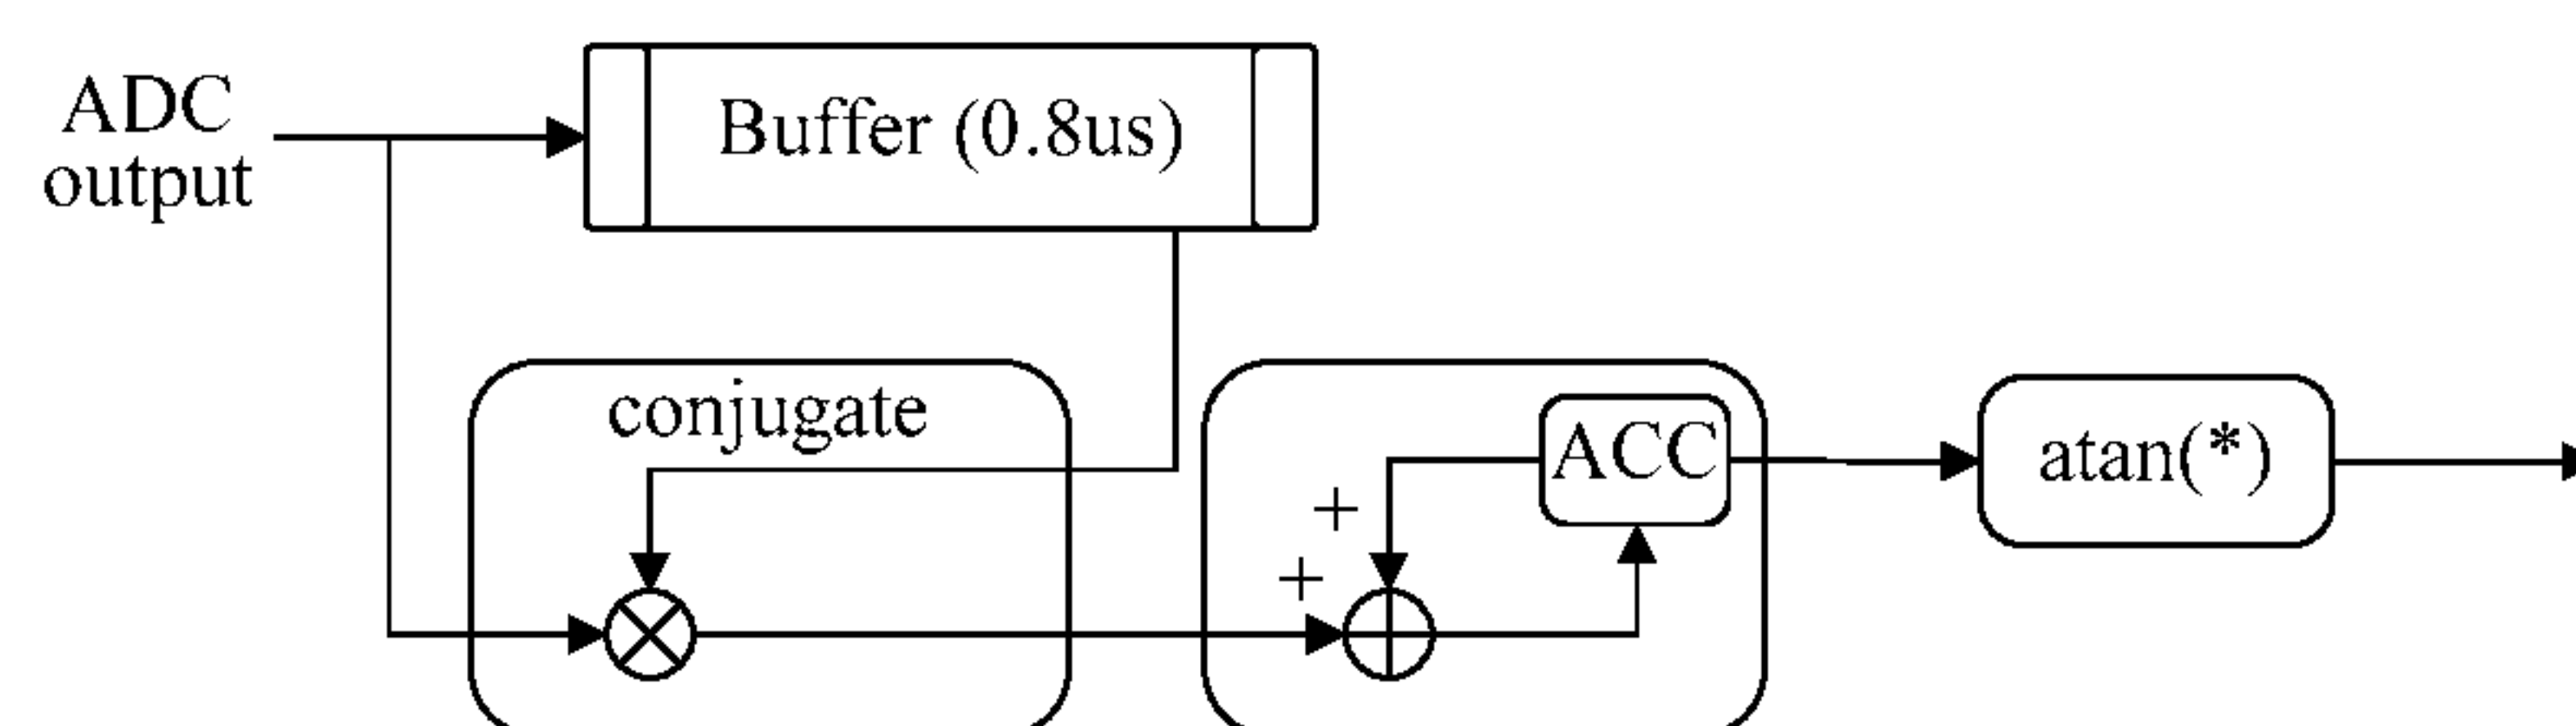 ADC
output
Buffer (0.8us)
conjugate
ACC
atan(*)
+
+